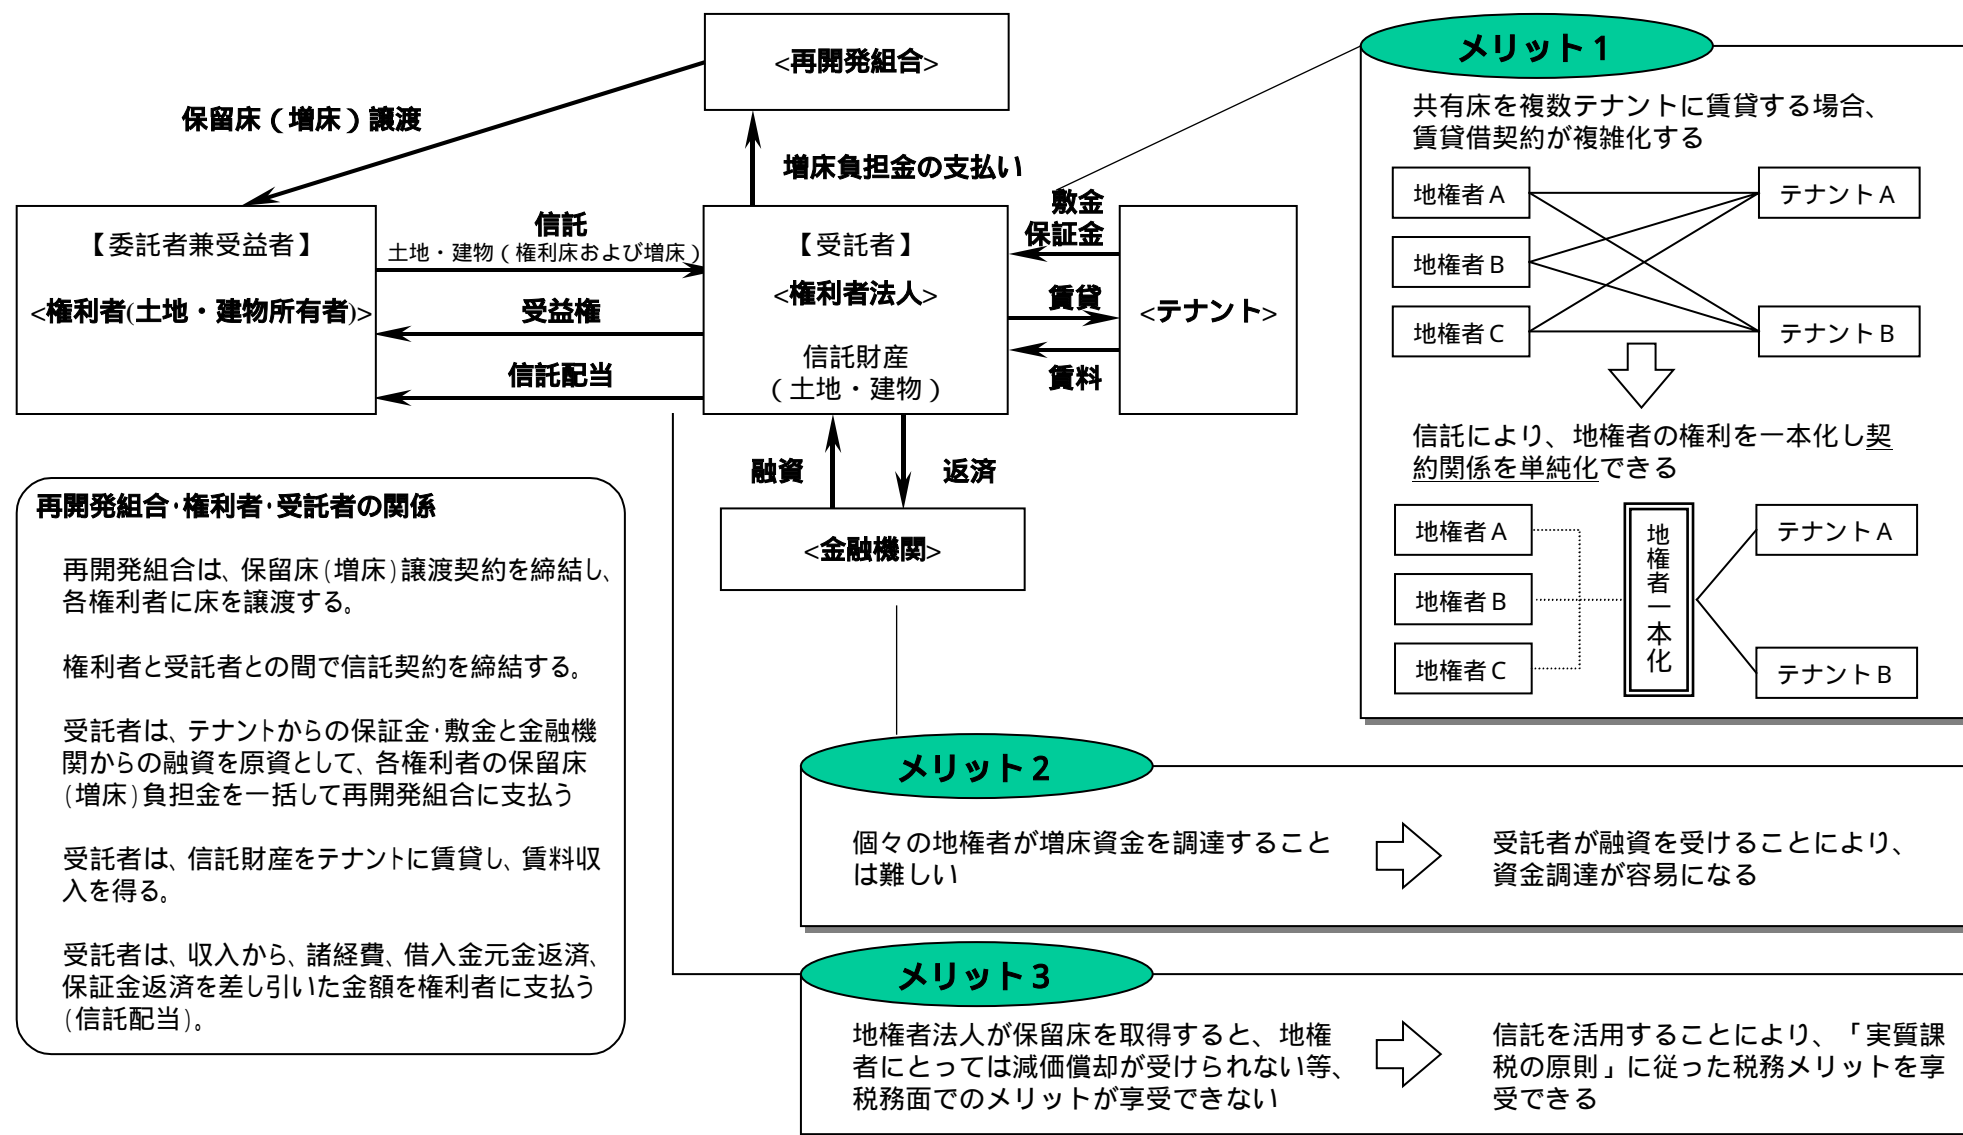 <再開発組合>
保留床（増床）譲渡
増床負担金の支払い
【委託者兼受益者】
<権利者(土地・建物所有者)>
信託
土地・建物（権利床および増床）
受益権
信託配当
【受託者】
<権利者法人>
信託財産
（土地・建物）
敷金
保証金
賃貸
賃料
<テナント>
融資
返済
<金融機関>
再開発組合･権利者･受託者の関係
再開発組合は、保留床(増床)譲渡契約を締結し、
各権利者に床を譲渡する。
権利者と受託者との間で信託契約を締結する。
受託者は、テナントからの保証金･敷金と金融機
関からの融資を原資として、各権利者の保留床
(増床)負担金を一括して再開発組合に支払う
受託者は、信託財産をテナントに賃貸し、賃料収
入を得る。
受託者は、収入から、諸経費、借入金元金返済、
保証金返済を差し引いた金額を権利者に支払う
(信託配当)。
メリット１
共有床を複数テナントに賃貸する場合、
賃貸借契約が複雑化する
地権者Ａ
テナントＡ
地権者Ｂ
地権者Ｃ
テナントＢ
信託により、地権者の権利を一本化し契
約関係を単純化できる
地権者Ａ
地権者Ｂ
地権者Ｃ
地権者一本化
テナントＡ
テナントＢ
メリット２
個々の地権者が増床資金を調達すること
は難しい
受託者が融資を受けることにより、
資金調達が容易になる
メリット３
地権者法人が保留床を取得すると、地権
者にとっては減価償却が受けられない等、
税務面でのメリットが享受できない
信託を活用することにより、「実質課
税の原則」に従った税務メリットを享
受できる